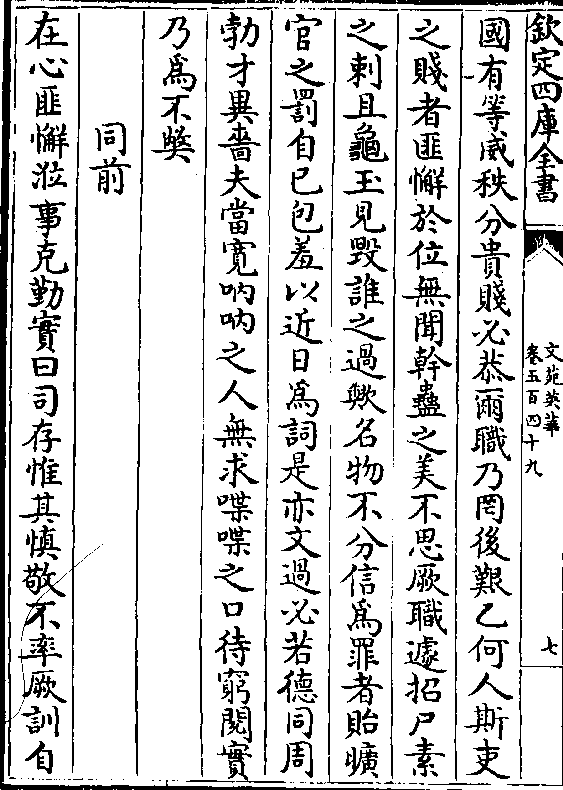 欽定四庫全書
文苑英華
卷五百四十九
七
國有等威秩分貴賤必恭爾職乃罔後艱乙何人斯吏
之賤者匪懈於位無聞幹蠱之美不思厥職遽招尸素
之刺且龜玉見毀誰之過歟名物不分信為罪者貽曠
官之罰自已包羞以近日為詞是亦文過必若德同周
勃才異嗇夫當寛吶吶之人無求喋喋之口待窮閱實
乃為不獘
同前
在心匪懈涖事克勤實曰司存惟其慎敬不率厥訓自